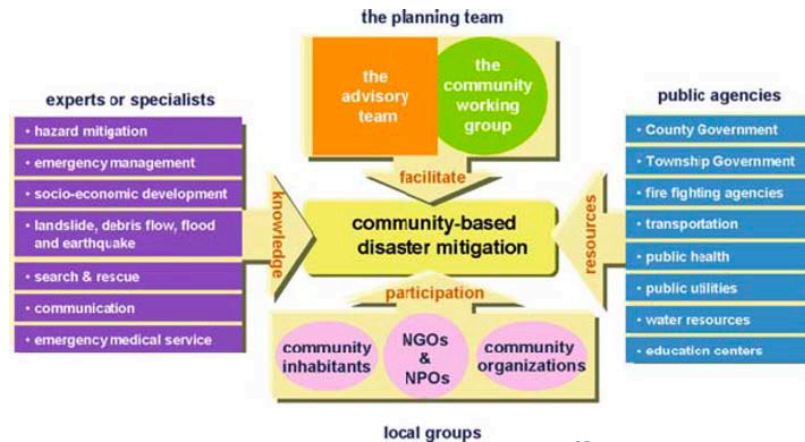 the planning team
the
advisory
team
the
community
working
group
facilitate
experts or specialists
• hazard mitigation
• emergency management
• socio-economic development
• landslide, debris flow, flood
and earthquake
• search & rescue
• communication
• emergency medical service
knowledge
community-based
disaster mitigation
resources
public agencies
• County Government
• Township Government
• fire fighting agencies
• transportation
• public health
• public utilities
• water resources
• education centers
participation
community
inhabitants
NGOs
&
NPOs
community
organizations
local groups